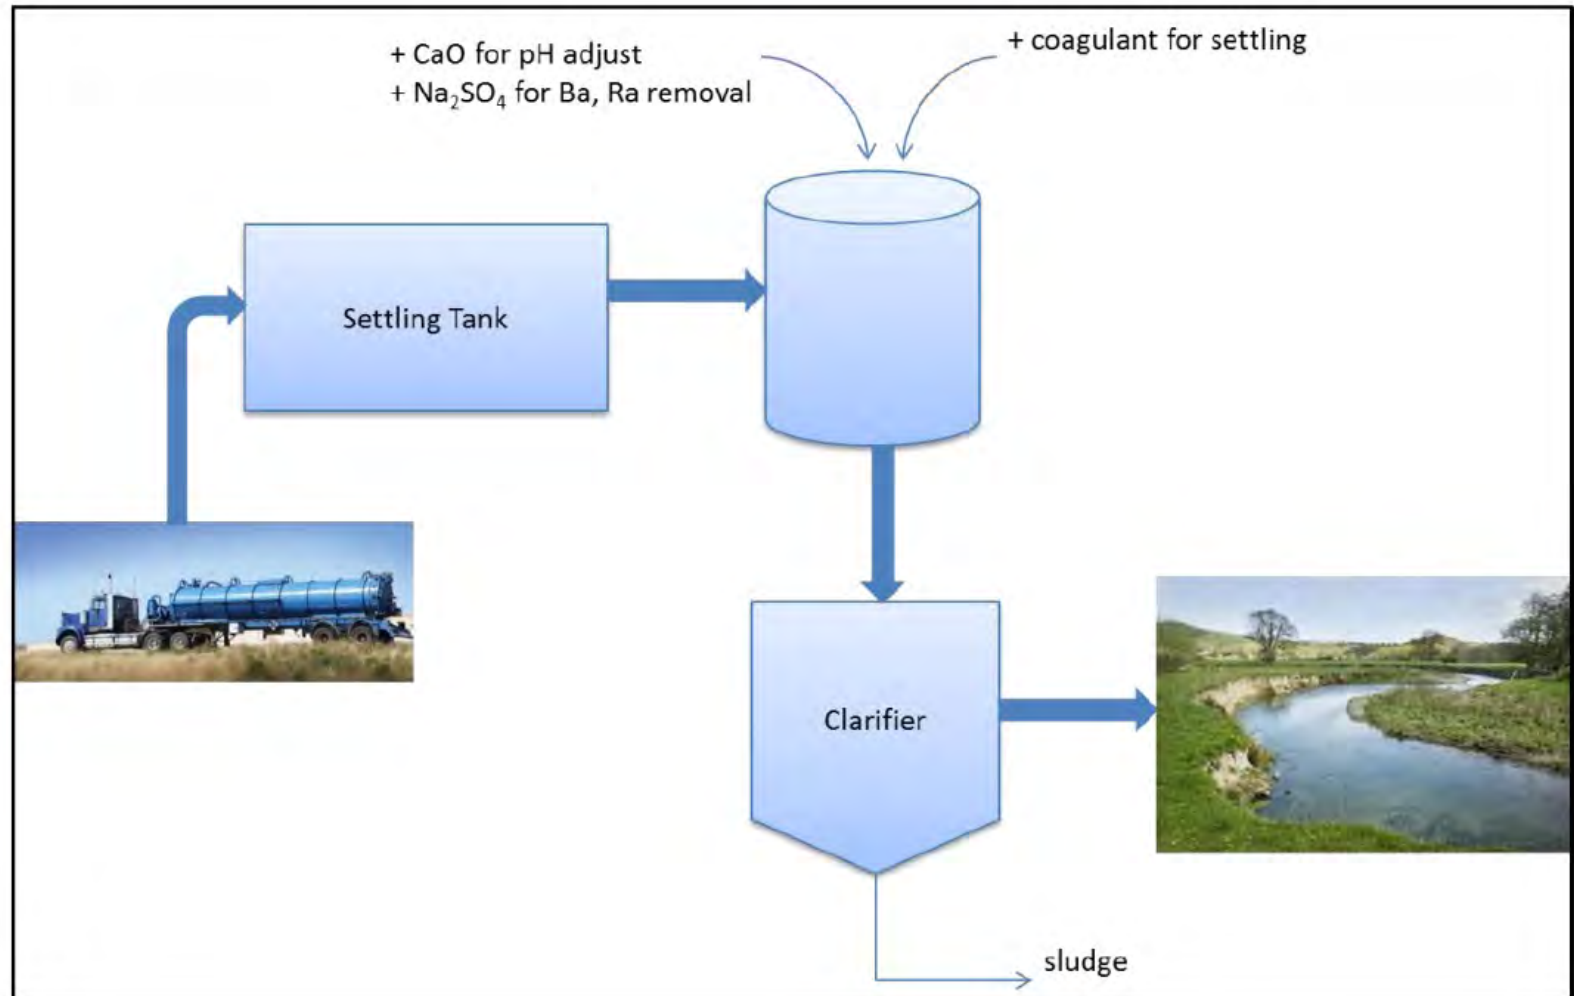 + CaO for pH adjust
+ Na₂SO₄ for Ba, Ra removal
+ coagulant for settling
Settling Tank
Clarifier
sludge